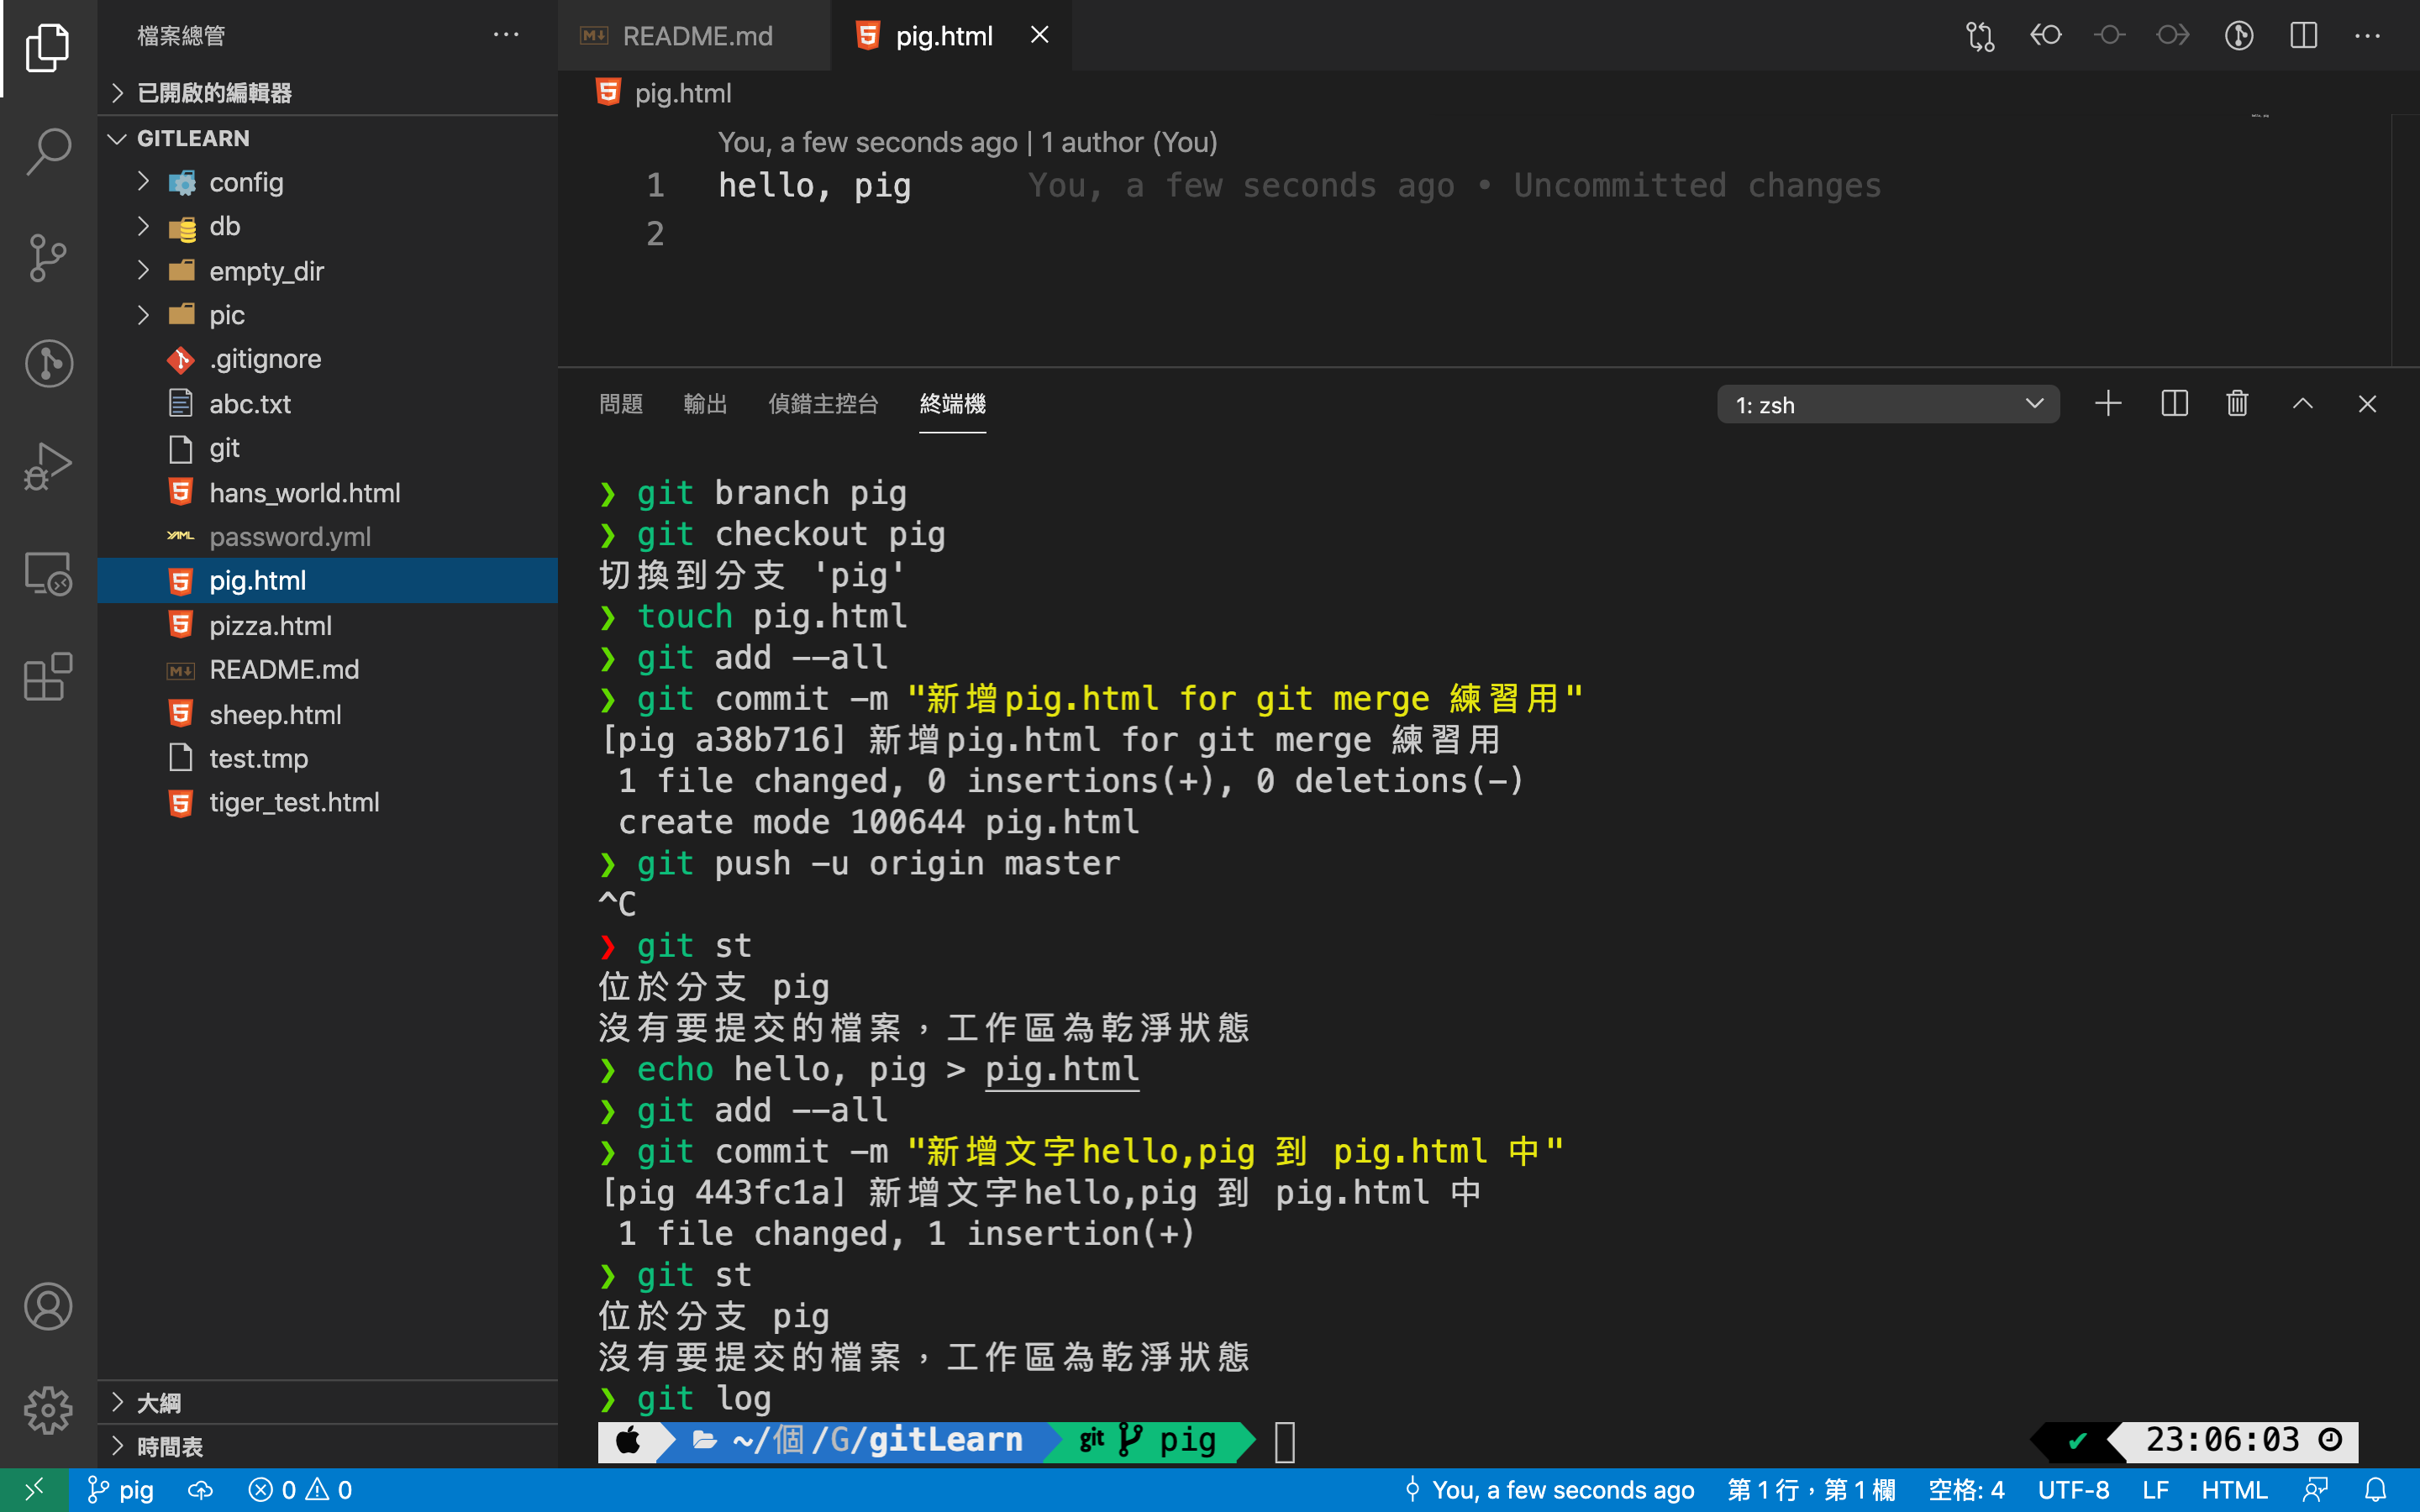 檔案總管
已開啟的編輯器
GITLEARN
config
db
empty_dir
pic
.gitignore
abc.txt
git
hans_world.html
password.yml
pig.html
pizza.html
README.md
sheep.html
test.tmp
tiger_test.html
大綱
時間表
README.md
pig.html
pig.html
You, a few seconds ago | 1 author (You)
1 hello, pig You, a few seconds ago • Uncommitted changes
2
問題 輸出 偵錯主控台 終端機
1: zsh
❯ git branch pig
❯ git checkout pig
切換到分支 'pig'
❯ touch pig.html
❯ git add --all
❯ git commit -m "新增pig.html for git merge 練習用"
[pig a38b716] 新增pig.html for git merge 練習用
1 file changed, 0 insertions(+), 0 deletions(-)
create mode 100644 pig.html
❯ git push -u origin master
^C
❯ git st
位於分支 pig
沒有要提交的檔案，工作區為乾淨狀態
❯ echo hello, pig > pig.html
❯ git add --all
❯ git commit -m "新增文字hello,pig 到 pig.html 中"
[pig 443fc1a] 新增文字hello,pig 到 pig.html 中
1 file changed, 1 insertion(+)
❯ git st
位於分支 pig
沒有要提交的檔案，工作區為乾淨狀態
❯ git log
~/個/G/gitLearn git pig ✔ 23:06:03
pig 0 0 You, a few seconds ago 第 1 行，第 1 欄 空格: 4 UTF-8 LF HTML